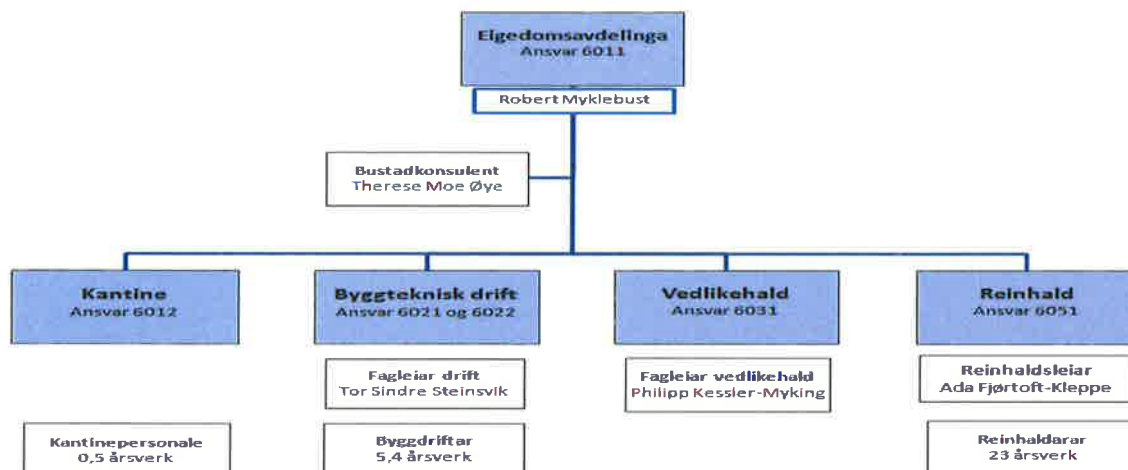 Eigedomsavdelinga
Ansvar 6011
Robert Myklebust
Bustadkonsulent
Therese Moe Øye
Kantine
Ansvar 6012
Byggteknisk drift
Ansvar 6021 og 6022
Vedlikehald
Ansvar 6031
Reinhald
Ansvar 6051
Fagleiar drift
Tor Sindre Steinsvik
Fagleiar vedlikehald
Philipp Kessler-Myking
Reinhaldsleiar
Ada Fjørtoft-Kleppe
Kantinepersonale
0,5 årsverk
Byggdriftar
5,4 årsverk
Reinhaldarar
23 årsverk